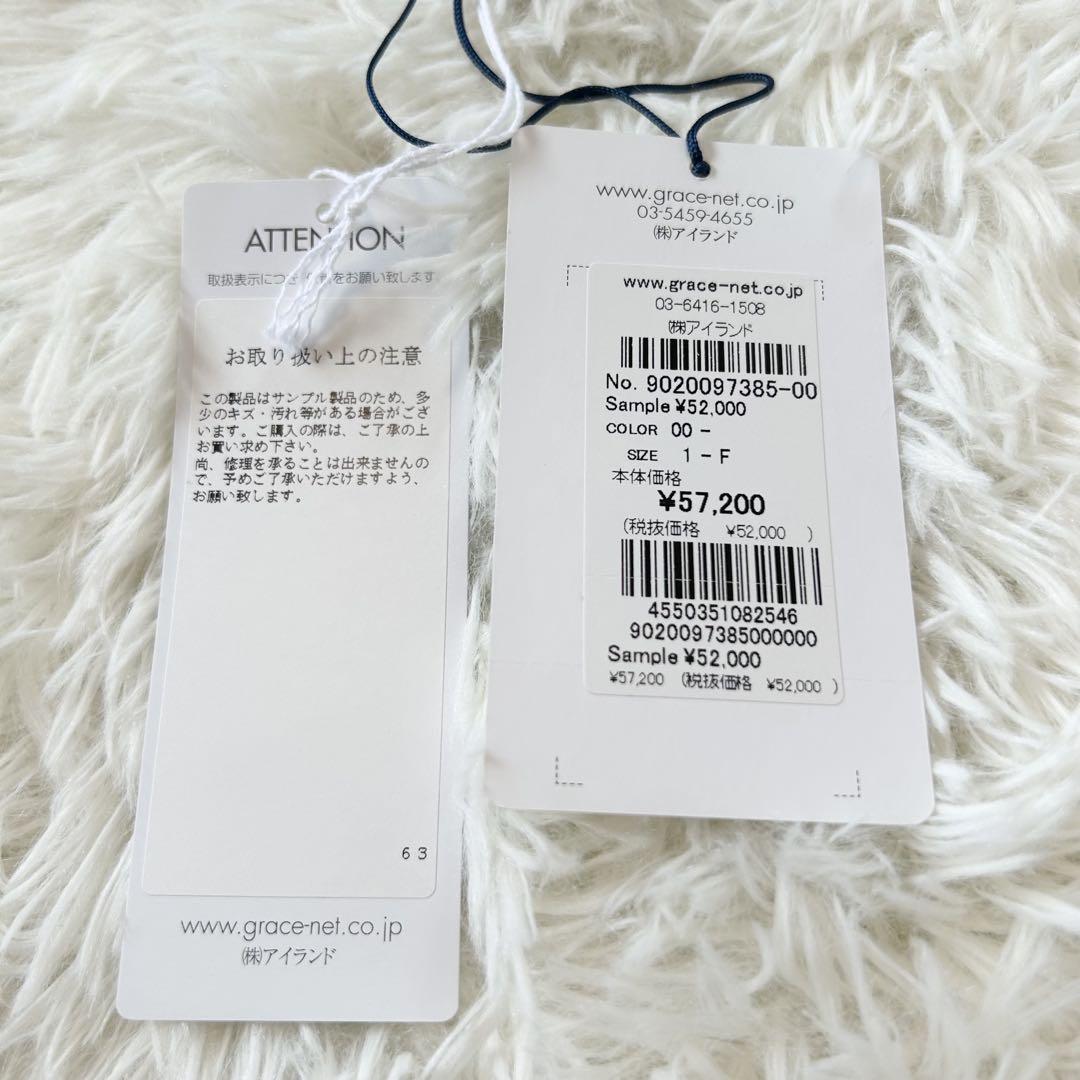 ATTENTION
取扱表示につき をお願い致します
お取り扱い上の注意
この製品はサンプル製品のため、多
少のキズ・汚れ等がある場合がござ
います。ご購入の際は、ご了承の上
お買い求め下さい。
尚、修理を承ることは出来ませんの
で、予めご了承いただけますよう、
お願い致します。
63
www.grace-net.co.jp
㈱アイランド
www.grace-net.co.jp
03-5459-4655
㈱アイランド
www.grace-net.co.jp
03-6416-1508
㈱アイランド
No. 9020097385-00
Sample ¥52,000
COLOR 00 -
SIZE 1 - F
本体価格
¥57,200
(税抜価格 ¥52,000 )
4550351082546
9020097385000000
Sample ¥52,000
¥57,200 (税抜価格 ¥52,000 )